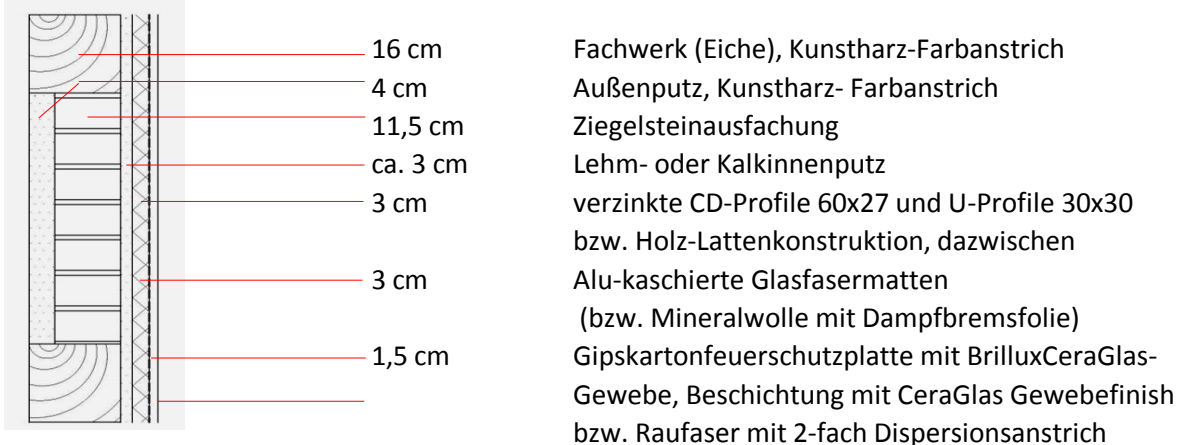 16 cm Fachwerk (Eiche), Kunstharz-Farbanstrich
4 cm Außenputz, Kunstharz- Farbanstrich
11,5 cm Ziegelsteinausfachung
ca. 3 cm Lehm- oder Kalkinnenputz
3 cm verzinkte CD-Profile 60x27 und U-Profile 30x30
bzw. Holz-Lattenkonstruktion, dazwischen
3 cm Alu-kaschierte Glasfasermatten
(bzw. Mineralwolle mit Dampfbremsfolie)
1,5 cm Gipskartonfeuerschutzplatte mit BrilluxCeraGlas-
Gewebe, Beschichtung mit CeraGlas Gewebefinish
bzw. Raufaser mit 2-fach Dispersionsanstrich